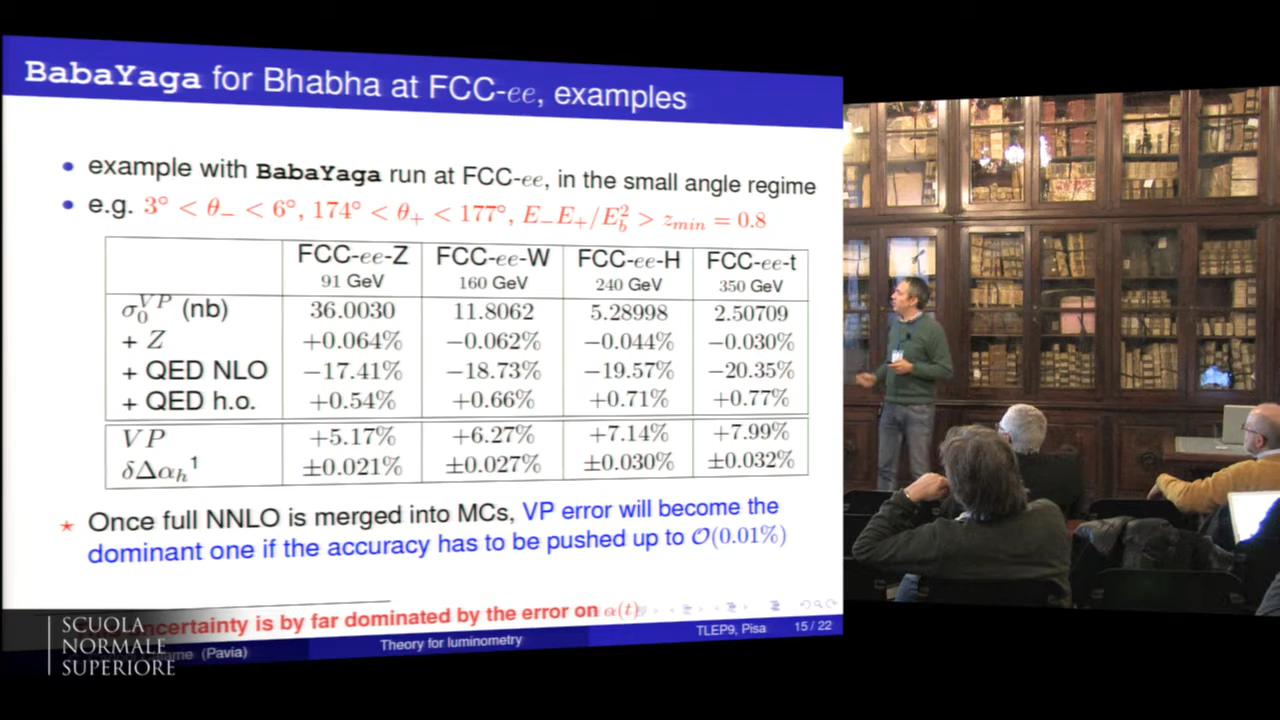 BabaYaga for Bhabha at FCC-ee, examples
• example with BabaYaga run at FCC-ee, in the small angle regime
• e.g. 3° < θ₋ < 6°, 174° < θ₊ < 177°, E₋E₊/E_b² > z_min = 0.8
FCC-ee-Z FCC-ee-W FCC-ee-H FCC-ee-t
91 GeV 160 GeV 240 GeV 350 GeV
σ₀^VP (nb) 36.0030 11.8062 5.28998 2.50709
+ Z +0.064% −0.062% −0.044% −0.030%
+ QED NLO −17.41% −18.73% −19.57% −20.35%
+ QED h.o. +0.54% +0.66% +0.71% +0.77%
VP +5.17% +6.27% +7.14% +7.99%
δΔα_h¹ ±0.021% ±0.027% ±0.030% ±0.032%
★ Once full NNLO is merged into MCs, VP error will become the
dominant one if the accuracy has to be pushed up to O(0.01%)
is by far dominated by the error on α(t)
(Pavia) Theory for luminometry TLEP9, Pisa 15 / 22
SCUOLA
NORMALE
SUPERIORE